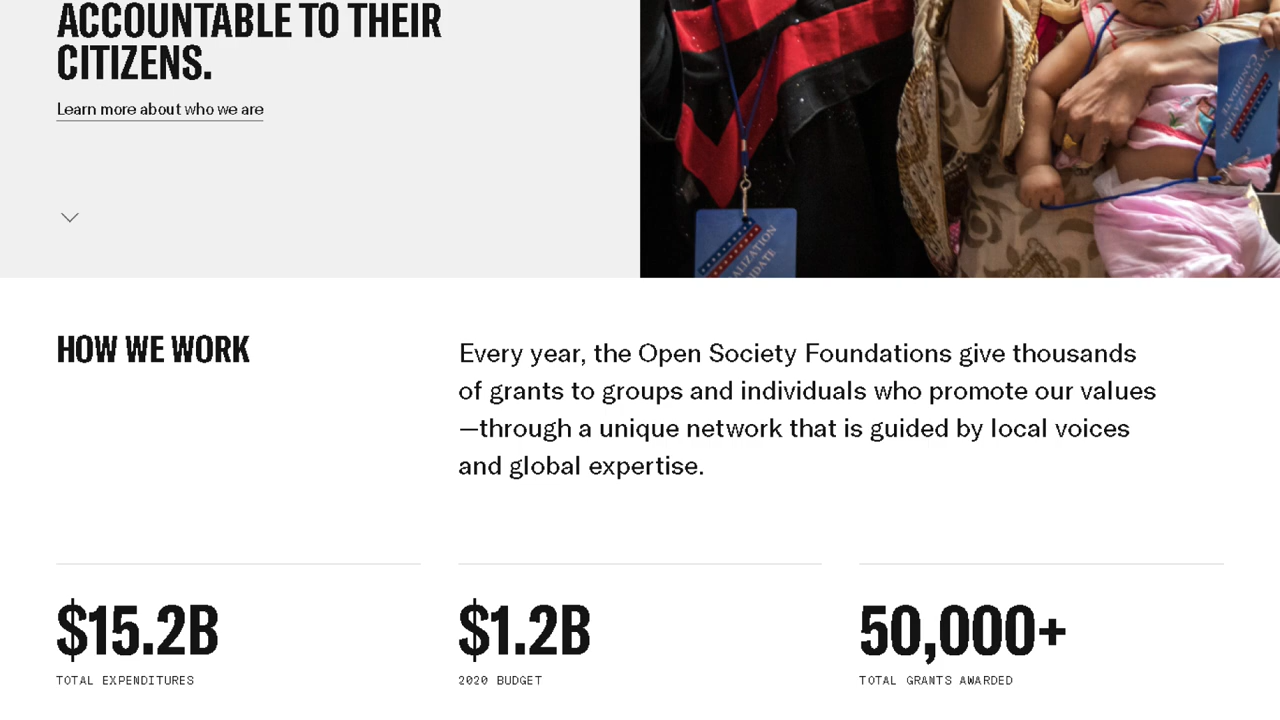 ACCOUNTABLE TO THEIR
CITIZENS.
Learn more about who we are
NATURALIZATION
CANDIDATE
HOW WE WORK
Every year, the Open Society Foundations give thousands
of grants to groups and individuals who promote our values
—through a unique network that is guided by local voices
and global expertise.
$15.2B
TOTAL EXPENDITURES
$1.2B
2020 BUDGET
50,000+
TOTAL GRANTS AWARDED